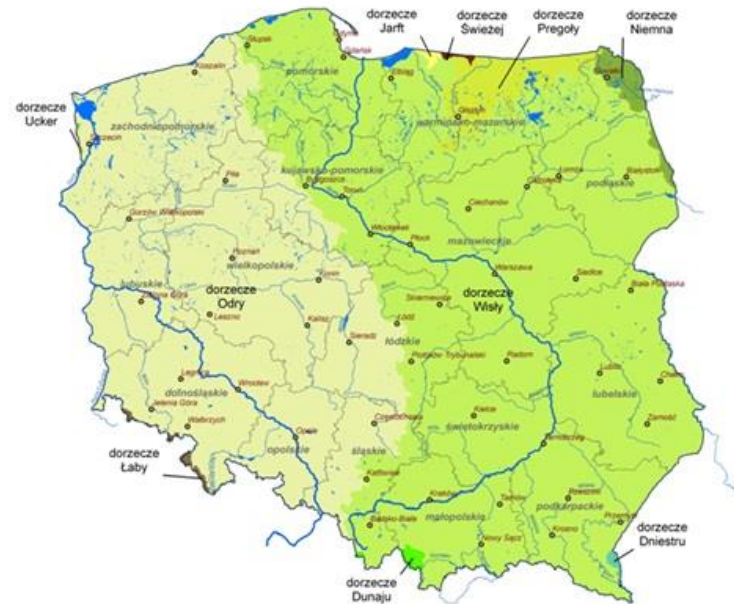 dorzecze
Jarft
dorzecze
Świeżej
dorzecze
Pregoły
dorzecze
Niemna
dorzecze
Ucker
Słupsk
Gdynia
Gdańsk
Koszalin
pomorskie
Elbląg
Suwałki
Olsztyn
warmińsko-mazurskie
zachodniopomorskie
Szczecin
kujawsko-pomorskie
Piła
Bydgoszcz
Toruń
Łomża
Ostrołęka
Białystok
podlaskie
Ciechanów
Gorzów Wielkopolski
Włocławek
Płock
mazowieckie
Poznań
wielkopolskie
Konin
Warszawa
Siedlce
Biała Podlaska
lubuskie
Zielona Góra
dorzecze
Odry
Skierniewice
dorzecze
Wisły
Leszno
Kalisz
Sieradz
Łódź
łódzkie
Piotrków Trybunalski
Radom
Lublin
Chełm
lubelskie
Legnica
Wrocław
dolnośląskie
Jelenia Góra
Wałbrzych
Opole
opolskie
śląskie
Częstochowa
Kielce
świętokrzyskie
Zamość
dorzecze
Łaby
Tarnobrzeg
Katowice
Kraków
Tarnów
Rzeszów
podkarpackie
Przemyśl
Bielsko-Biała
małopolskie
Nowy Sącz
Krosno
dorzecze
Dniestru
dorzecze
Dunaju